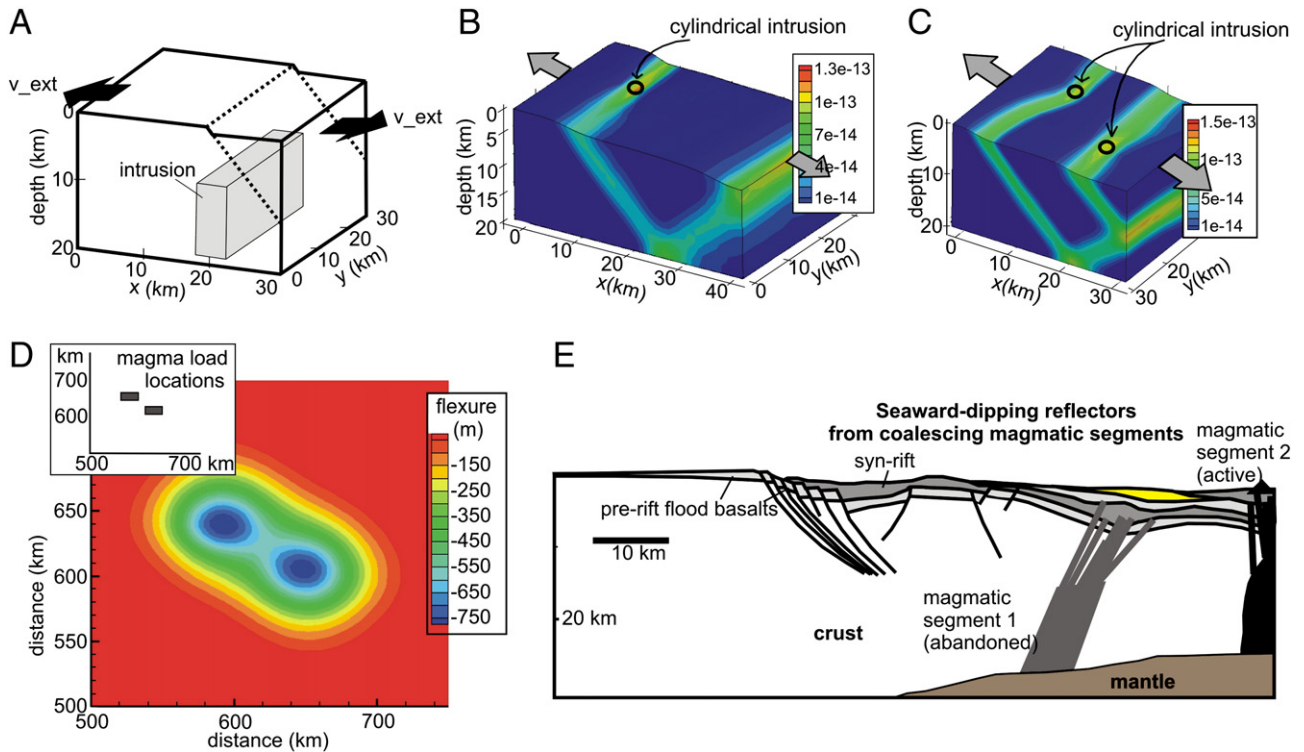 A
v_ext
0
v_ext
intrusion
depth (km)
10
20
10
20
30
x (km)
0
10
20
30
y (km)
B
cylindrical intrusion
1.3e-13
1e-13
7e-14
4e-14
1e-14
0
5
10
15
20
depth (km)
0
10
20
30
40
x(km)
0
10
20
y(km)
C
cylindrical intrusion
1.5e-13
1e-13
5e-14
1e-14
0
10
20
depth (km)
0
10
20
30
x(km)
0
20
y(km)
D
km
700
600
500
700 km
magma load
locations
flexure
(m)
-150
-250
-350
-450
-550
-650
-750
650
600
550
500
distance (km)
500
600
700
distance (km)
E
Seaward-dipping reflectors
from coalescing magmatic segments
magmatic
segment 2
(active)
syn-rift
pre-rift flood basalts
10 km
20 km
magmatic
segment 1
(abandoned)
crust
mantle